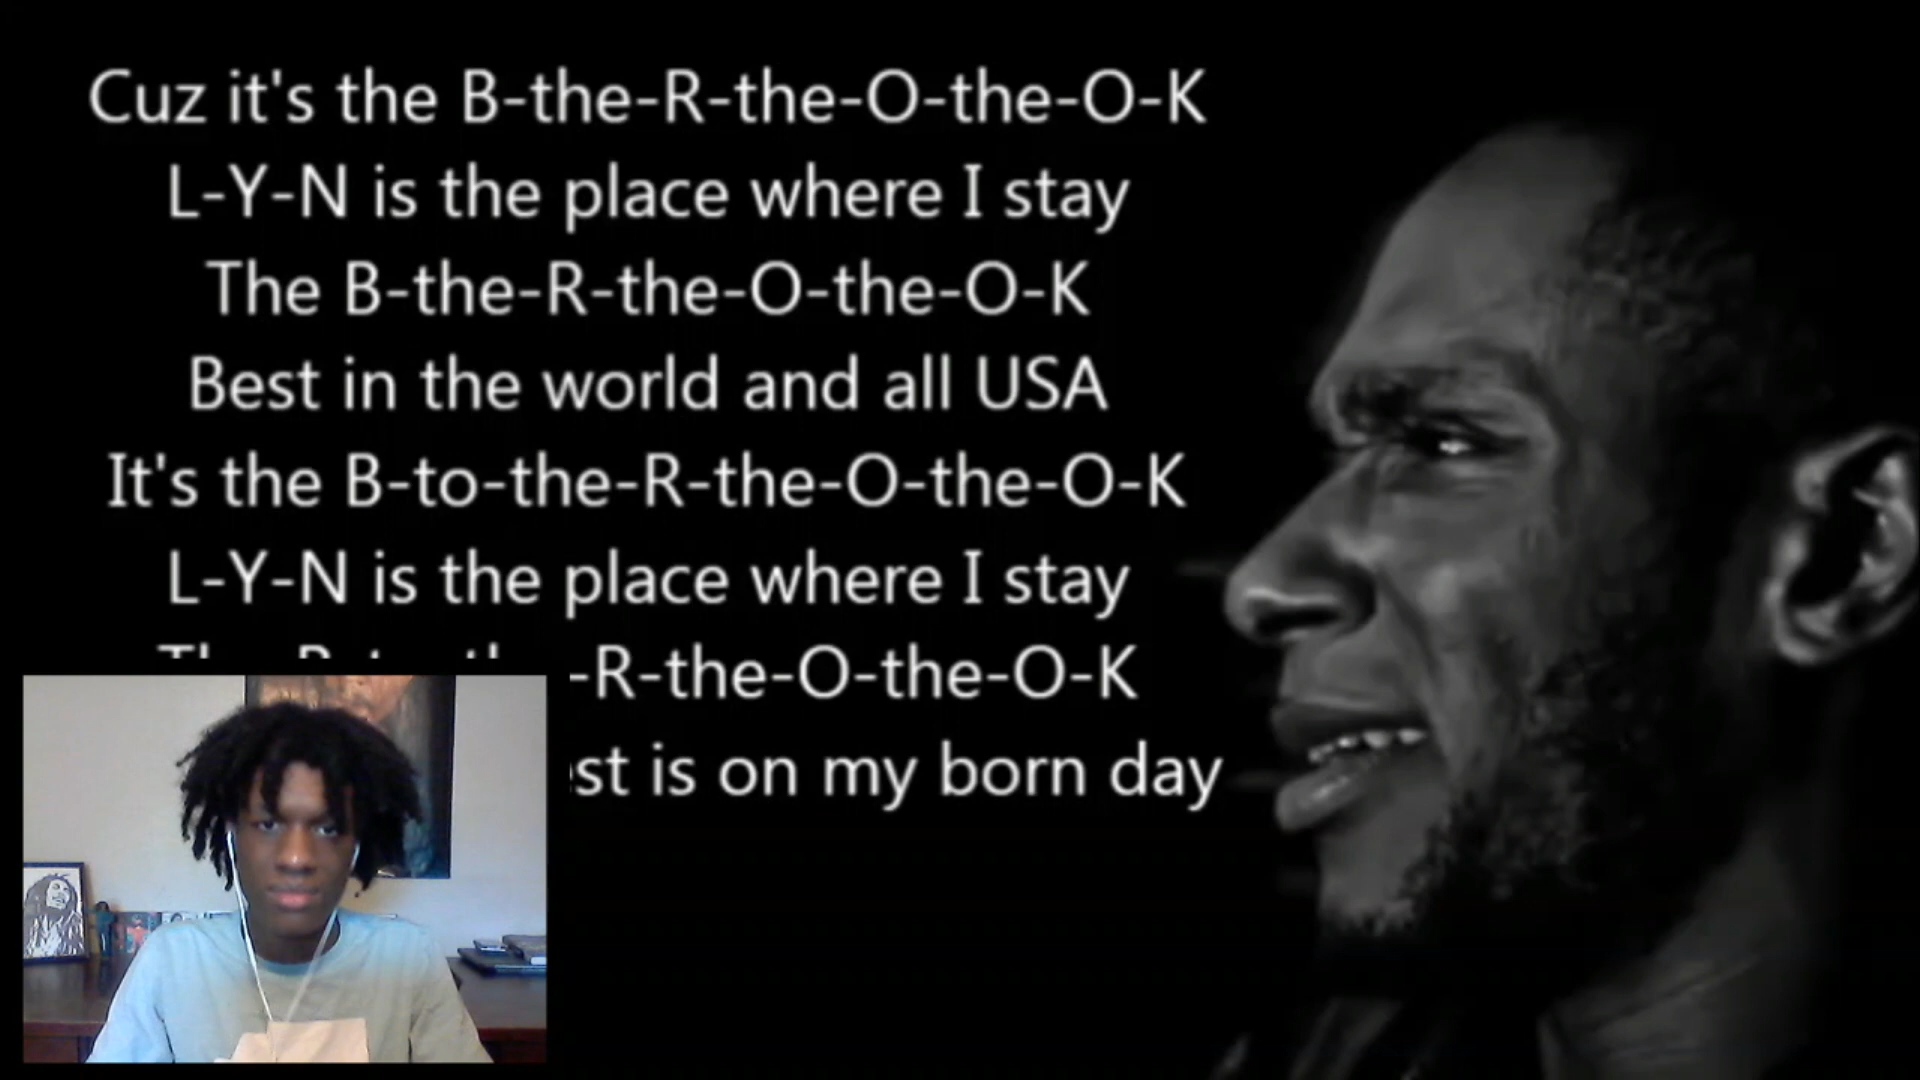 Cuz it's the B-the-R-the-O-the-O-K
L-Y-N is the place where I stay
The B-the-R-the-O-the-O-K
Best in the world and all USA
It's the B-to-the-R-the-O-the-O-K
L-Y-N is the place where I stay
-R-the-O-the-O-K
is on my born day